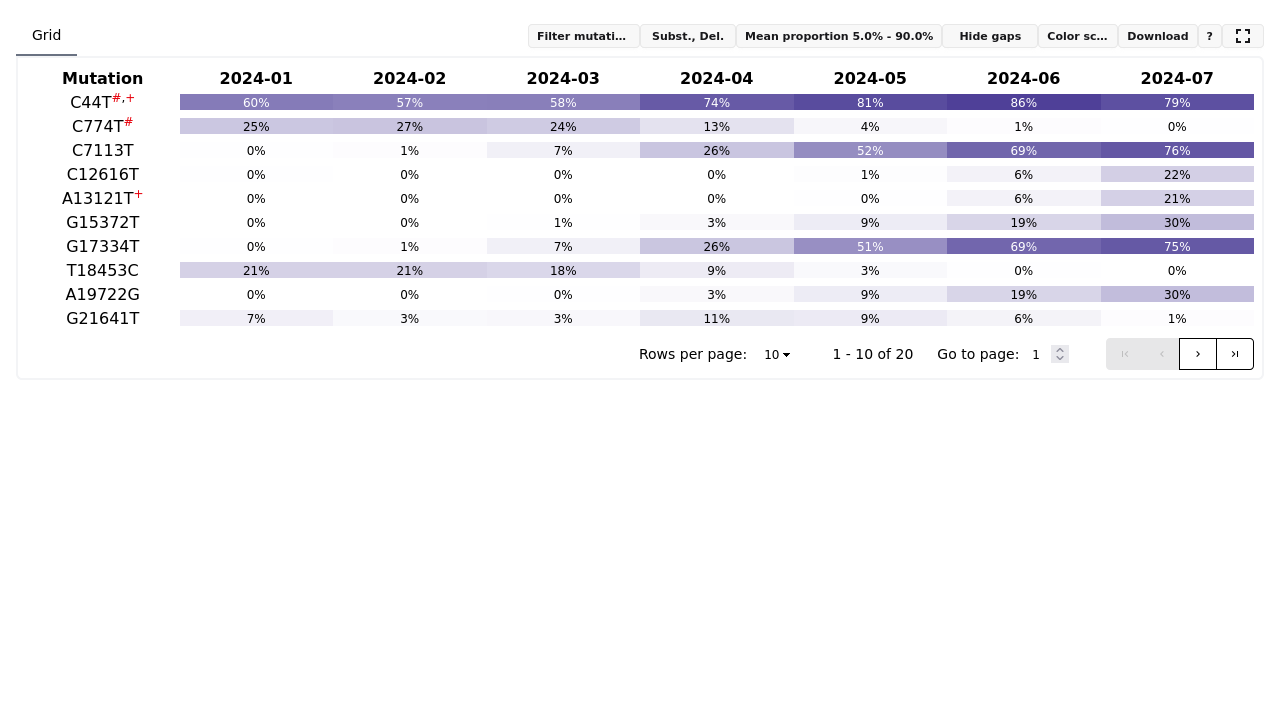 Grid
Filter mutati… Subst., Del. Mean proportion 5.0% - 90.0% Hide gaps Color sc… Download ?
Mutation 2024-01 2024-02 2024-03 2024-04 2024-05 2024-06 2024-07
C44T#,+ 60% 57% 58% 74% 81% 86% 79%
C774T# 25% 27% 24% 13% 4% 1% 0%
C7113T 0% 1% 7% 26% 52% 69% 76%
C12616T 0% 0% 0% 0% 1% 6% 22%
A13121T+ 0% 0% 0% 0% 0% 6% 21%
G15372T 0% 0% 1% 3% 9% 19% 30%
G17334T 0% 1% 7% 26% 51% 69% 75%
T18453C 21% 21% 18% 9% 3% 0% 0%
A19722G 0% 0% 0% 3% 9% 19% 30%
G21641T 7% 3% 3% 11% 9% 6% 1%
Rows per page: 10 1 - 10 of 20 Go to page: 1